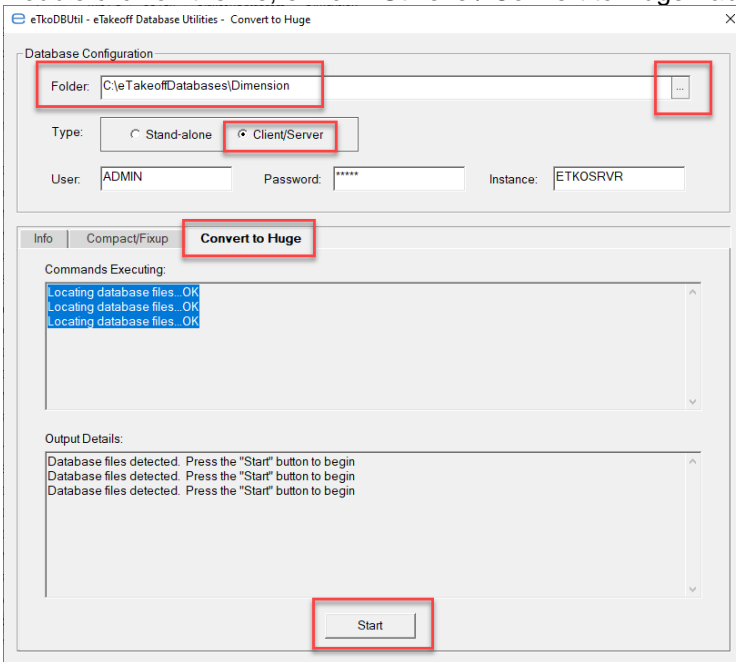 eTkoDBUtil - eTakeoff Database Utilities - Convert to Huge
Database Configuration
Folder: C:\eTakeoffDatabases\Dimension ...
Type: Stand-alone Client/Server
User: ADMIN Password: ***** Instance: ETKOSRVR
Info Compact/Fixup Convert to Huge
Commands Executing:
Locating database files...OK
Locating database files...OK
Locating database files...OK
Output Details:
Database files detected. Press the "Start" button to begin
Database files detected. Press the "Start" button to begin
Database files detected. Press the "Start" button to begin
Start